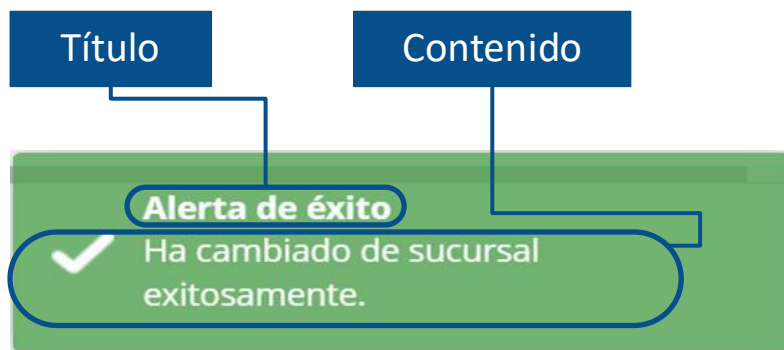 Título
Contenido
Alerta de éxito
Ha cambiado de sucursal
exitosamente.